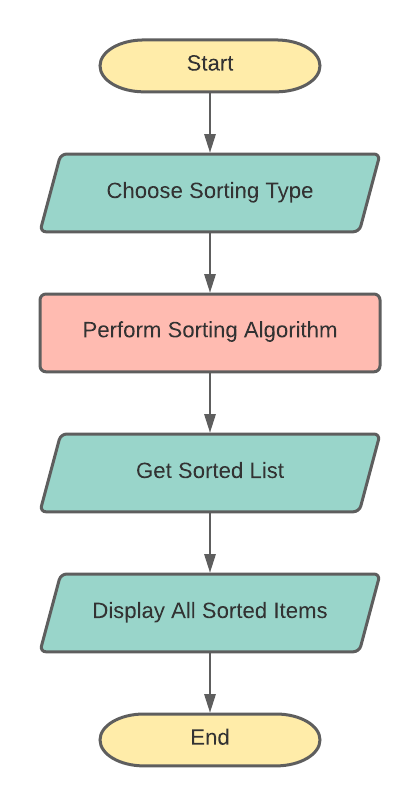 Start
Choose Sorting Type
Perform Sorting Algorithm
Get Sorted List
Display All Sorted Items
End